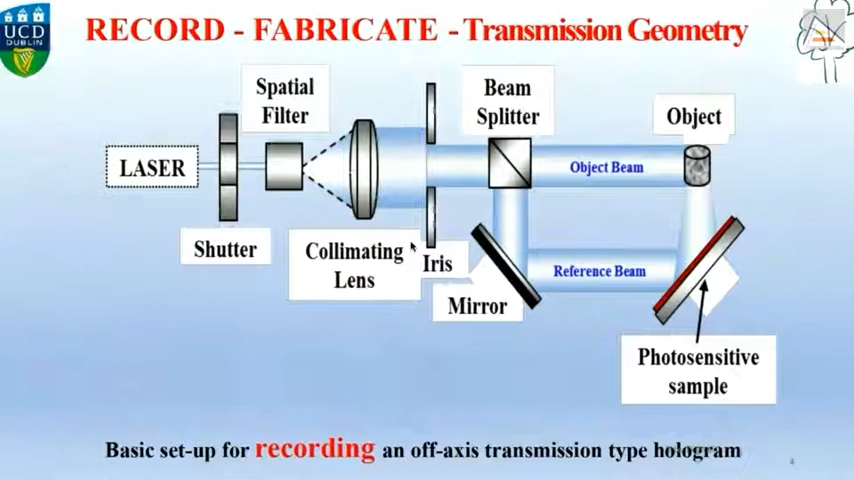 UCD
DUBLIN
RECORD - FABRICATE - Transmission Geometry
Spatial
Filter
Beam
Splitter
Object
LASER
Object Beam
Shutter
Collimating
Lens
Iris
Reference Beam
Mirror
Photosensitive
sample
Basic set-up for recording an off-axis transmission type hologram
4